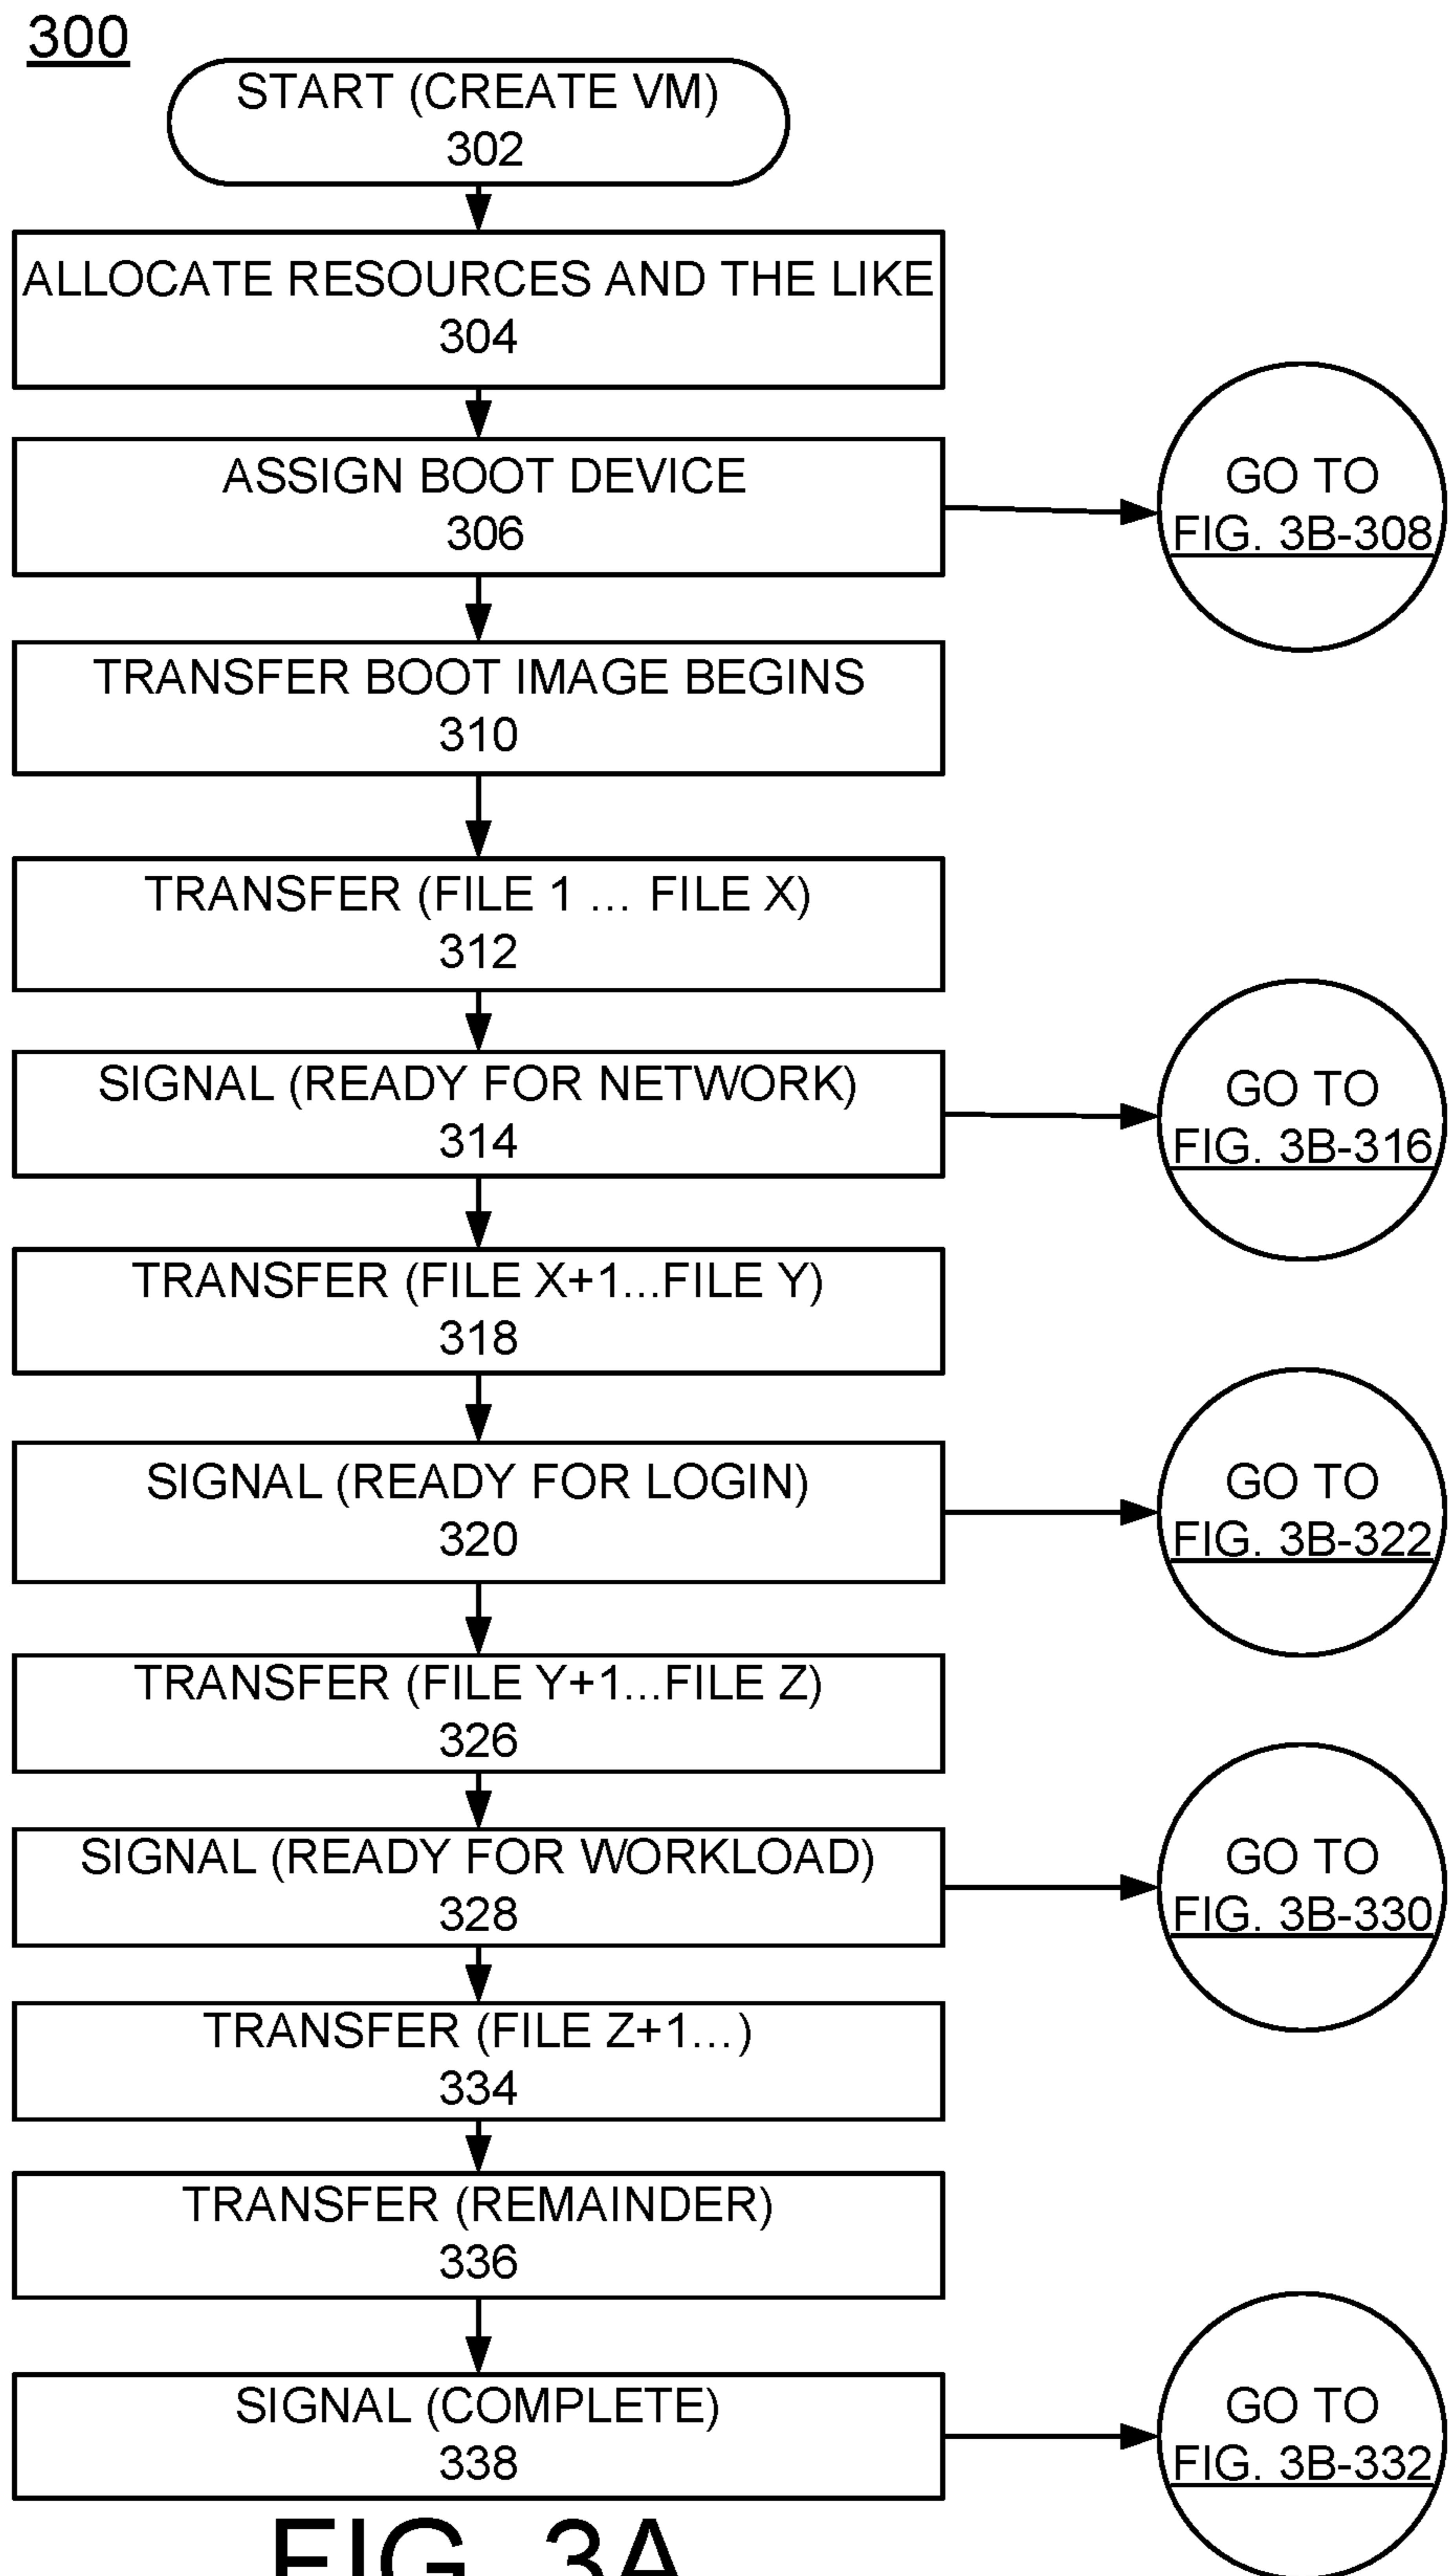 300
START (CREATE VM)
302
ALLOCATE RESOURCES AND THE LIKE
304
ASSIGN BOOT DEVICE
306
GO TO
FIG. 3B-308
TRANSFER BOOT IMAGE BEGINS
310
TRANSFER (FILE 1 ... FILE X)
312
SIGNAL (READY FOR NETWORK)
314
GO TO
FIG. 3B-316
TRANSFER (FILE X+1...FILE Y)
318
SIGNAL (READY FOR LOGIN)
320
GO TO
FIG. 3B-322
TRANSFER (FILE Y+1...FILE Z)
326
SIGNAL (READY FOR WORKLOAD)
328
GO TO
FIG. 3B-330
TRANSFER (FILE Z+1...)
334
TRANSFER (REMAINDER)
336
SIGNAL (COMPLETE)
338
GO TO
FIG. 3B-332
FIG. 3A